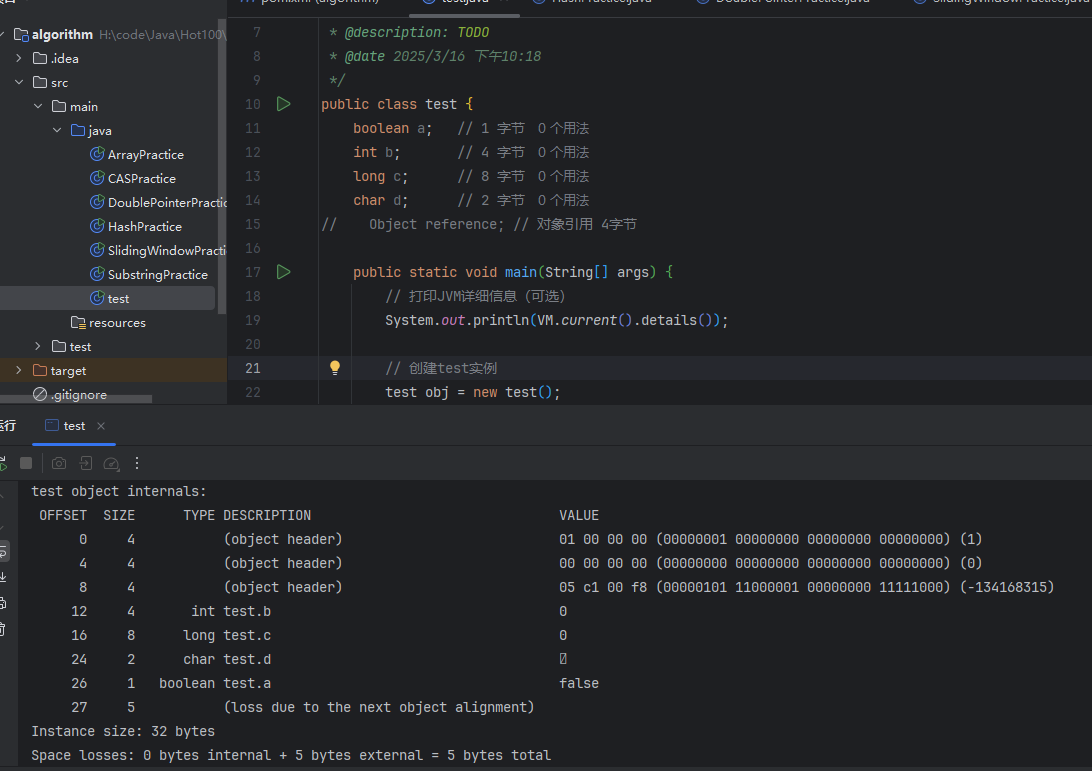 algorithm H:\code\Java\Hot100\
.idea
src
main
java
ArrayPractice
CASPractice
DoublePointerPractic
HashPractice
SlidingWindowPracti
SubstringPractice
test
resources
test
target
.gitignore
7 * @description: TODO
8 * @date 2025/3/16 下午10:18
9 */
10 public class test {
11 boolean a; // 1 字节 0个用法
12 int b; // 4 字节 0个用法
13 long c; // 8 字节 0个用法
14 char d; // 2 字节 0个用法
15 // Object reference; // 对象引用 4字节
16
17 public static void main(String[] args) {
18 // 打印JVM详细信息（可选）
19 System.out.println(VM.current().details());
20
21 // 创建test实例
22 test obj = new test();
运行 test
test object internals:
OFFSET SIZE TYPE DESCRIPTION VALUE
0 4 (object header) 01 00 00 00 (00000001 00000000 00000000 00000000) (1)
4 4 (object header) 00 00 00 00 (00000000 00000000 00000000 00000000) (0)
8 4 (object header) 05 c1 00 f8 (00000101 11000001 00000000 11111000) (-134168315)
12 4 int test.b 0
16 8 long test.c 0
24 2 char test.d
26 1 boolean test.a false
27 5 (loss due to the next object alignment)
Instance size: 32 bytes
Space losses: 0 bytes internal + 5 bytes external = 5 bytes total